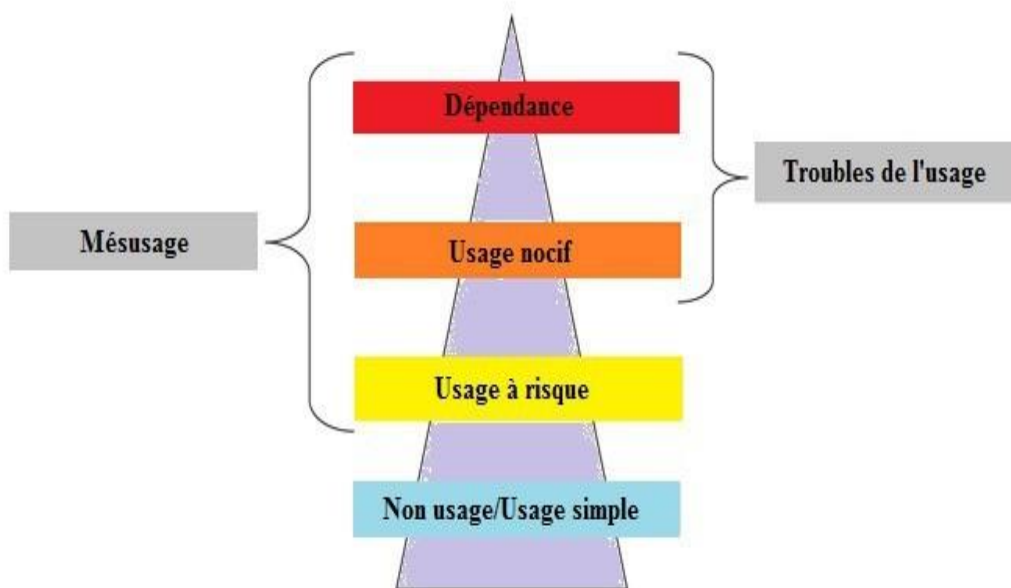 Dépendance
Troubles de l'usage
Mésusage
Usage nocif
Usage à risque
Non usage/Usage simple